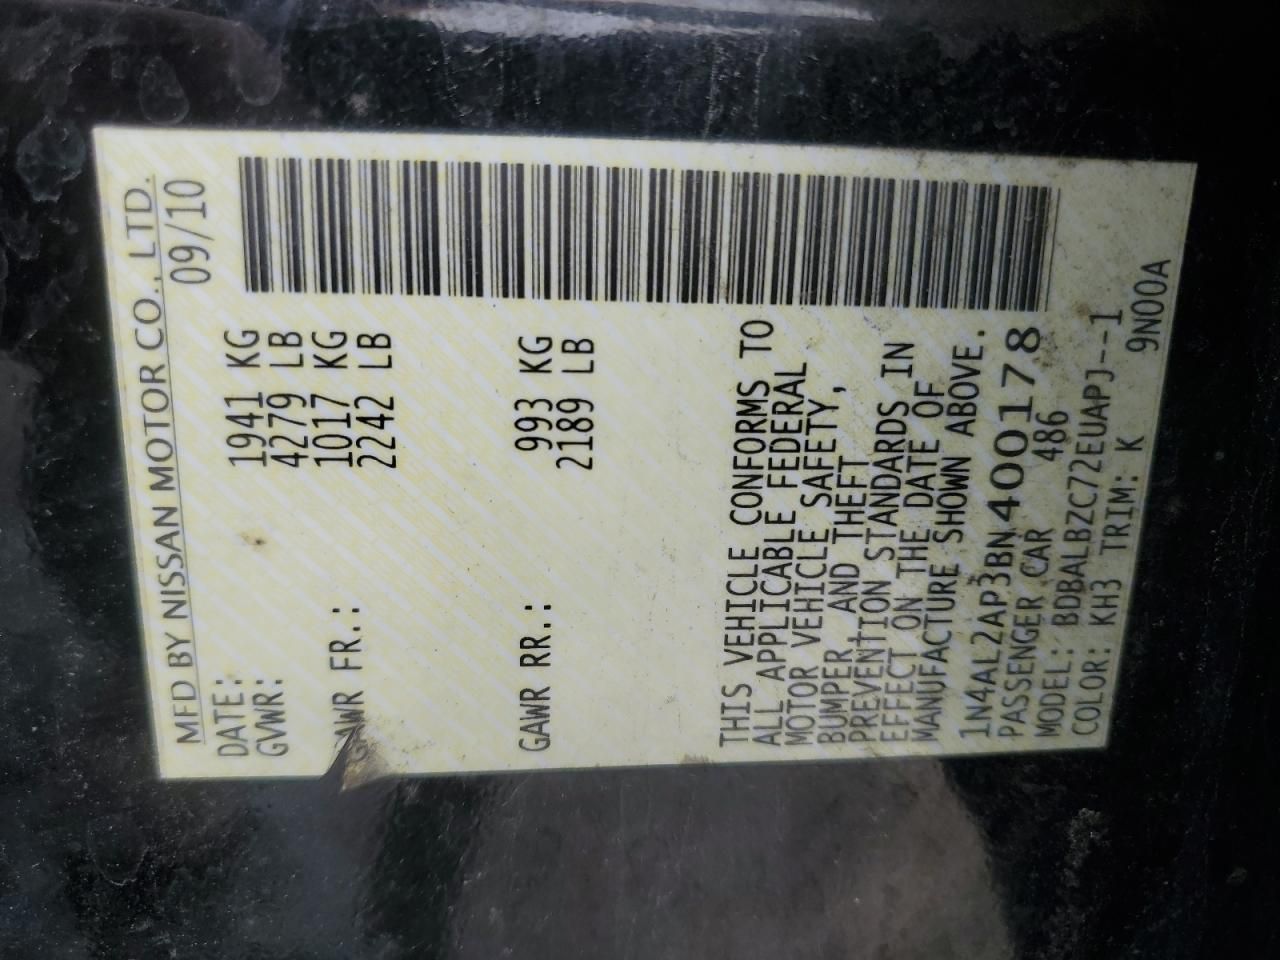 MFD BY NISSAN MOTOR CO., LTD.
DATE: 09/10
GVWR: 1941 KG
4279 LB
GAWR FR.: 1017 KG
2242 LB
GAWR RR.: 993 KG
2189 LB
THIS VEHICLE CONFORMS TO
ALL APPLICABLE FEDERAL
MOTOR VEHICLE SAFETY,
BUMPER, AND THEFT
PREVENTION STANDARDS IN
EFFECT ON THE DATE OF
MANUFACTURE SHOWN ABOVE.
1N4AL2AP3BN400178
PASSENGER CAR 486
MODEL: BDBALBZC72EUAPJ--1
COLOR: KH3 TRIM: K 9N00A